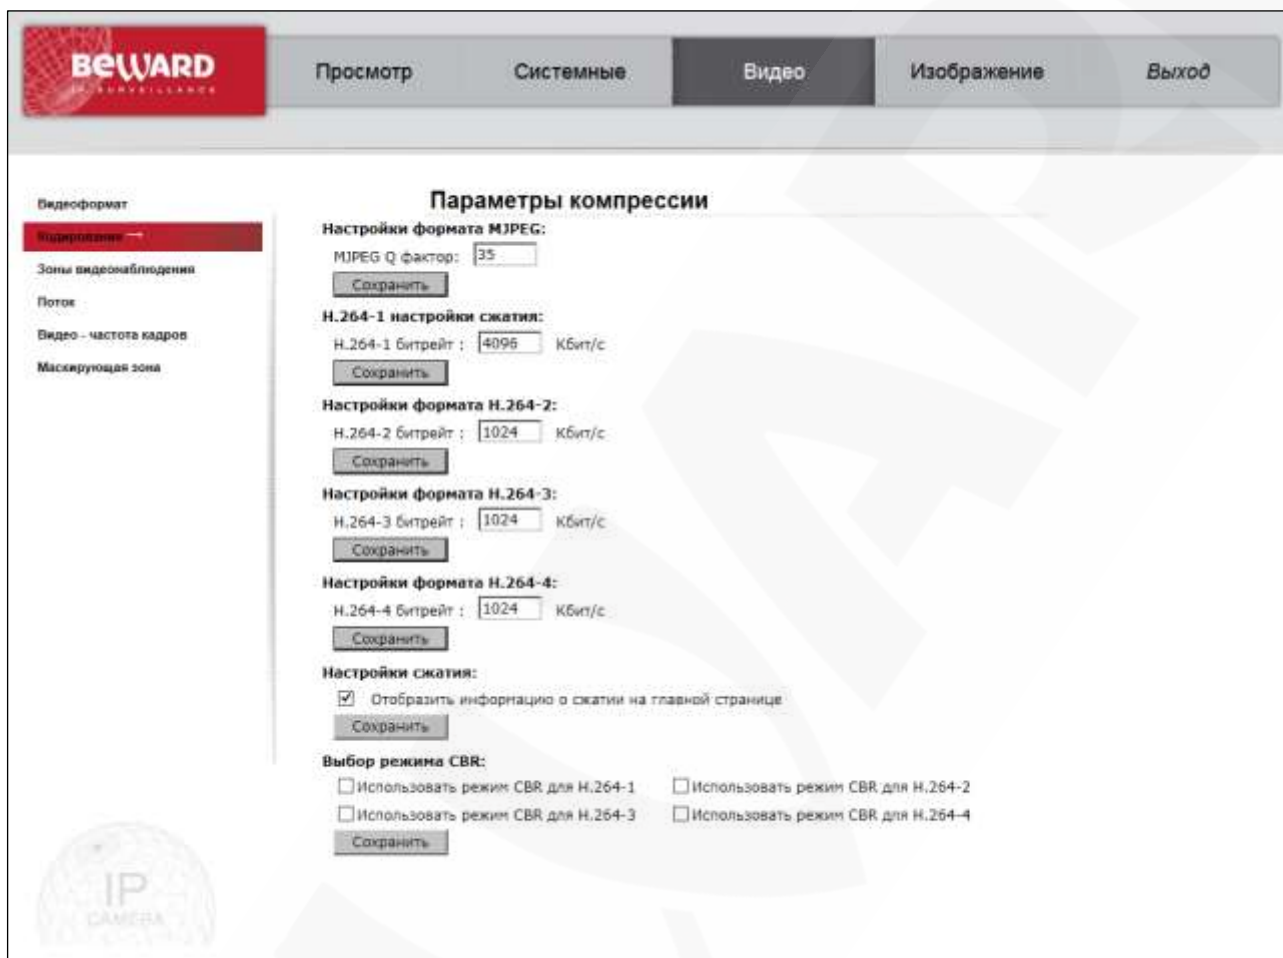 BEWARD
IP SURVEILLANCE
Просмотр
Системные
Видео
Изображение
Выход
Видеоформат
Кодирование →
Зоны видеонаблюдения
Поток
Видео - частота кадров
Маскирующая зона
Параметры компрессии
Настройки формата MJPEG:
MJPEG Q фактор: 35
Сохранить
H.264-1 настройки сжатия:
H.264-1 битрейт : 4096 Кбит/с
Сохранить
Настройки формата H.264-2:
H.264-2 битрейт : 1024 Кбит/с
Сохранить
Настройки формата H.264-3:
H.264-3 битрейт : 1024 Кбит/с
Сохранить
Настройки формата H.264-4:
H.264-4 битрейт : 1024 Кбит/с
Сохранить
Настройки сжатия:
Отобразить информацию о сжатии на главной странице
Сохранить
Выбор режима CBR:
Использовать режим CBR для H.264-1 Использовать режим CBR для H.264-2
Использовать режим CBR для H.264-3 Использовать режим CBR для H.264-4
Сохранить
IP
CAMERA